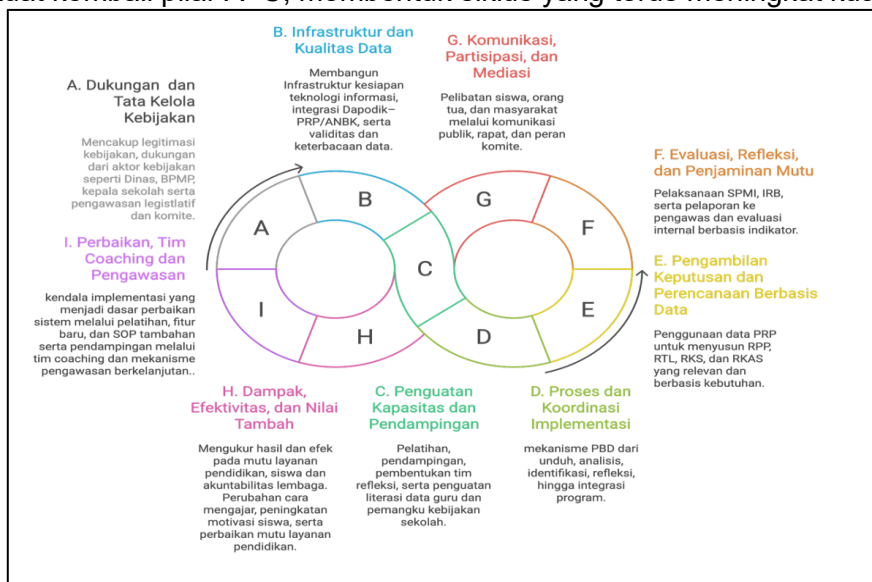 B. Infrastruktur dan
Kualitas Data
Membangun
Infrastruktur kesiapan
teknologi informasi,
integrasi Dapodik–
PRP/ANBK, serta
validitas dan
keterbacaan data.
G. Komunikasi,
Partisipasi, dan
Mediasi
Pelibatan siswa, orang
tua, dan masyarakat
melalui komunikasi
publik, rapat, dan peran
komite.
A. Dukungan dan
Tata Kelola
Kebijakan
Mencakup legitimasi
kebijakan, dukungan
dari aktor kebijakan
seperti Dinas, BPMP,
kepala sekolah serta
pengawasan legistlatif
dan komite.
F. Evaluasi, Refleksi,
dan Penjaminan Mutu
Pelaksanaan SPMI, IRB,
serta pelaporan ke
pengawas dan evaluasi
internal berbasis indikator.
I. Perbaikan, Tim
Coaching dan
Pengawasan
kendala implementasi yang
menjadi dasar perbaikan
sistem melalui pelatihan, fitur
baru, dan SOP tambahan
serta pendampingan melalui
tim coaching dan mekanisme
pengawasan berkelanjutan..
E. Pengambilan
Keputusan dan
Perencanaan Berbasis
Data
Penggunaan data PRP
untuk menyusun RPP,
RTL, RKS, dan RKAS
yang relevan dan
berbasis kebutuhan.
A
B
C
G
F
E
D
H
I
H. Dampak,
Efektivitas, dan Nilai
Tambah
Mengukur hasil dan efek
pada mutu layanan
pendidikan, siswa dan
akuntabilitas lembaga.
Perubahan cara
mengajar, peningkatan
motivasi siswa, serta
perbaikan mutu layanan
pendidikan.
C. Penguatan
Kapasitas dan
Pendampingan
Pelatihan,
pendampingan,
pembentukan tim
refleksi, serta penguatan
literasi data guru dan
pemangku kebijakan
sekolah.
D. Proses dan
Koordinasi
Implementasi
mekanisme PBD dari
unduh, analisis,
identifikasi, refleksi,
hingga integrasi
program.